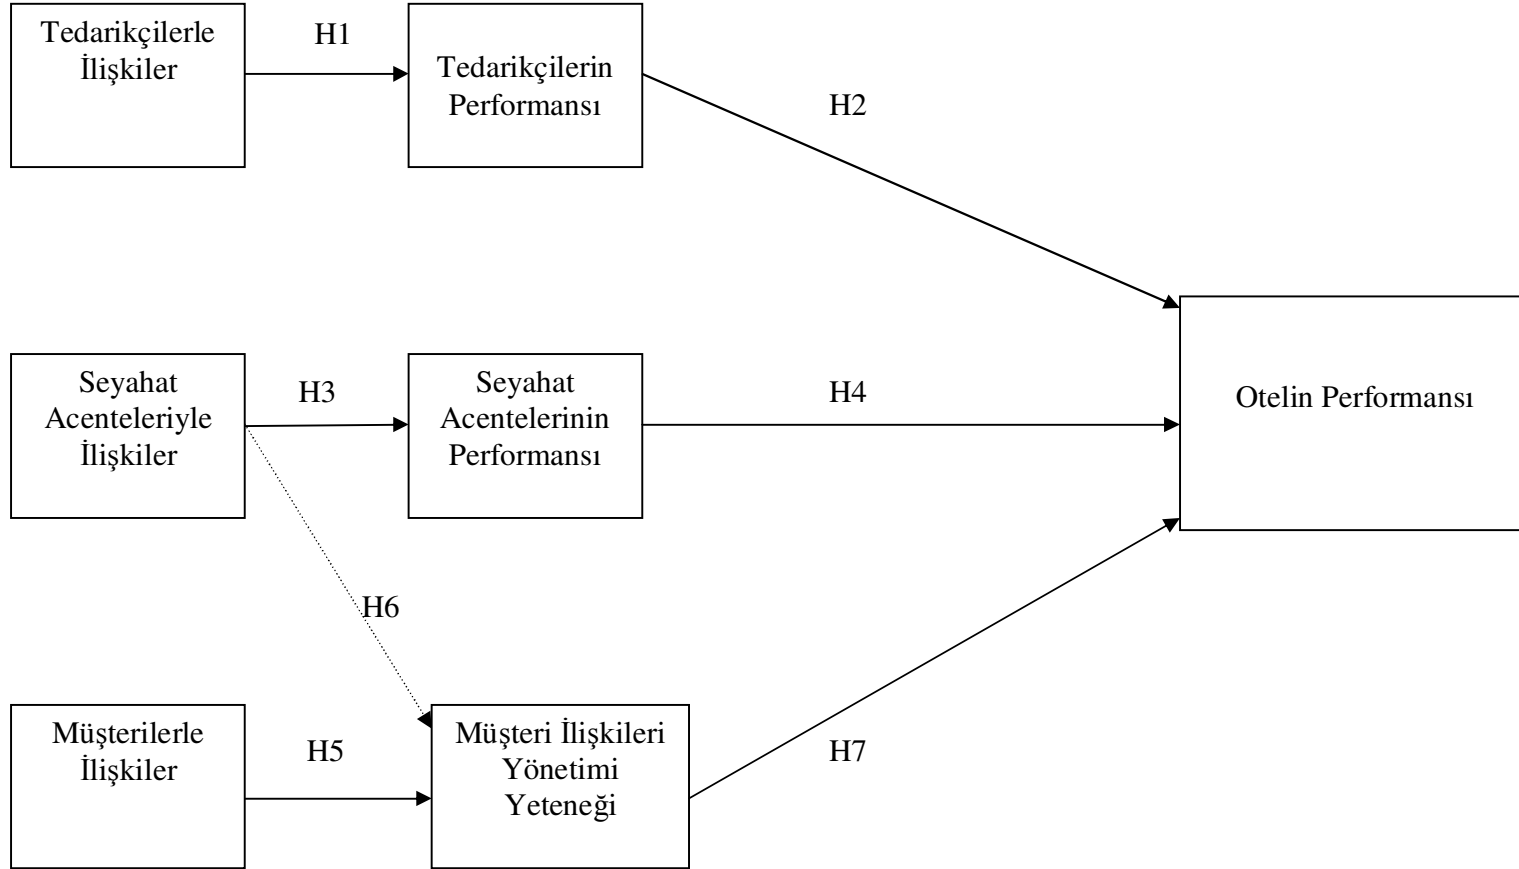 Tedarikçilerle
İlişkiler
H1
Tedarikçilerin
Performansı
H2
Seyahat
Acenteleriyle
İlişkiler
H3
Seyahat
Acentelerinin
Performansı
H4
Otelin Performansı
H6
Müşterilerle
İlişkiler
H5
Müşteri İlişkileri
Yönetimi
Yeteneği
H7